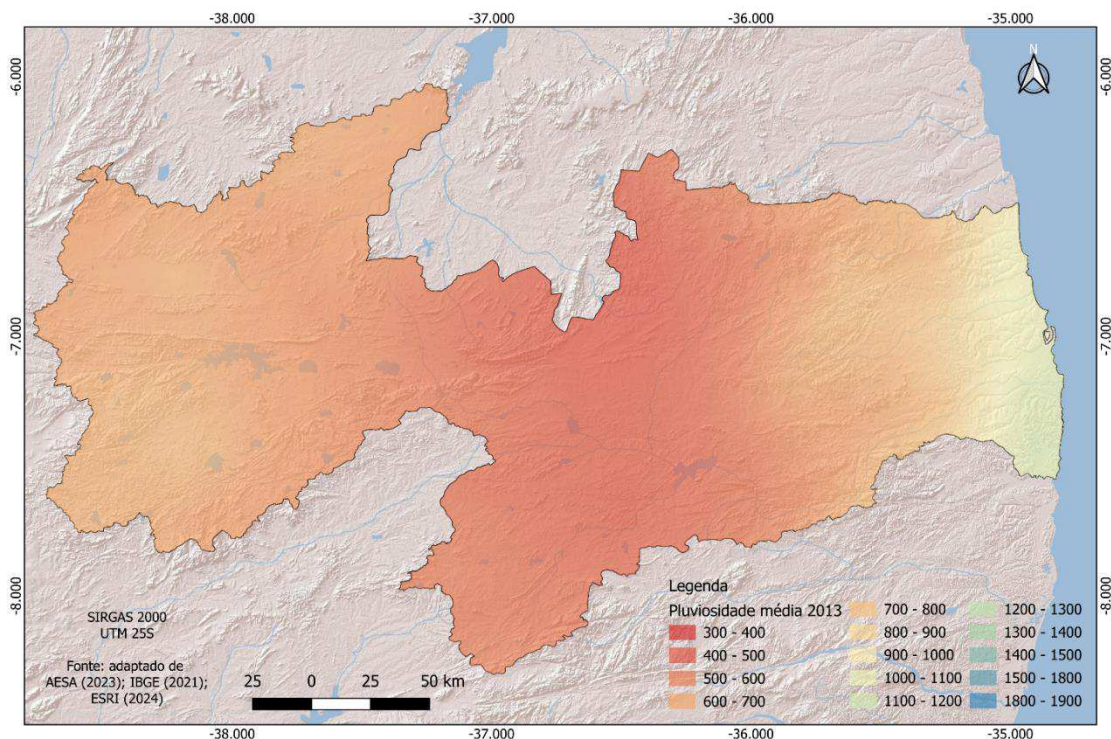 -38.000
-37.000
-36.000
-35.000
-6.000
-6.000
N
-7.000
-7.000
-8.000
-8.000
SIRGAS 2000
UTM 25S
Fonte: adaptado de
AESA (2023); IBGE (2021);
ESRI (2024)
25 0 25 50 km
Legenda
Pluviosidade média 2013
300 - 400
400 - 500
500 - 600
600 - 700
700 - 800
800 - 900
900 - 1000
1000 - 1100
1100 - 1200
1200 - 1300
1300 - 1400
1400 - 1500
1500 - 1800
1800 - 1900
-38.000
-37.000
-36.000
-35.000